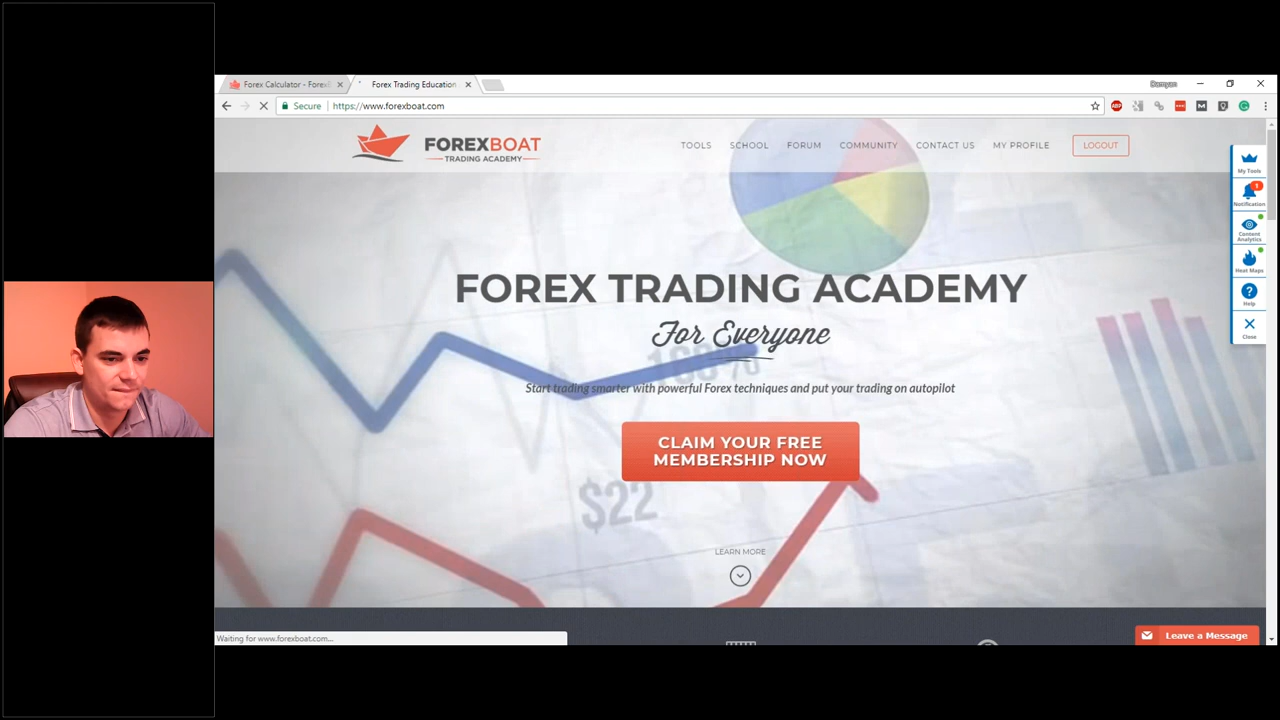 Forex Calculator - ForexB
Forex Trading Education
Damyan
Secure
https://www.forexboat.com
ABP
M
FOREXBOAT
TRADING ACADEMY
TOOLS
SCHOOL
FORUM
COMMUNITY
CONTACT US
MY PROFILE
LOGOUT
My Tools
Notification
Content
Analytics
Heat Maps
Help
Close
FOREX TRADING ACADEMY
For Everyone
Start trading smarter with powerful Forex techniques and put your trading on autopilot
CLAIM YOUR FREE
MEMBERSHIP NOW
$22
LEARN MORE
Waiting for www.forexboat.com...
Leave a Message